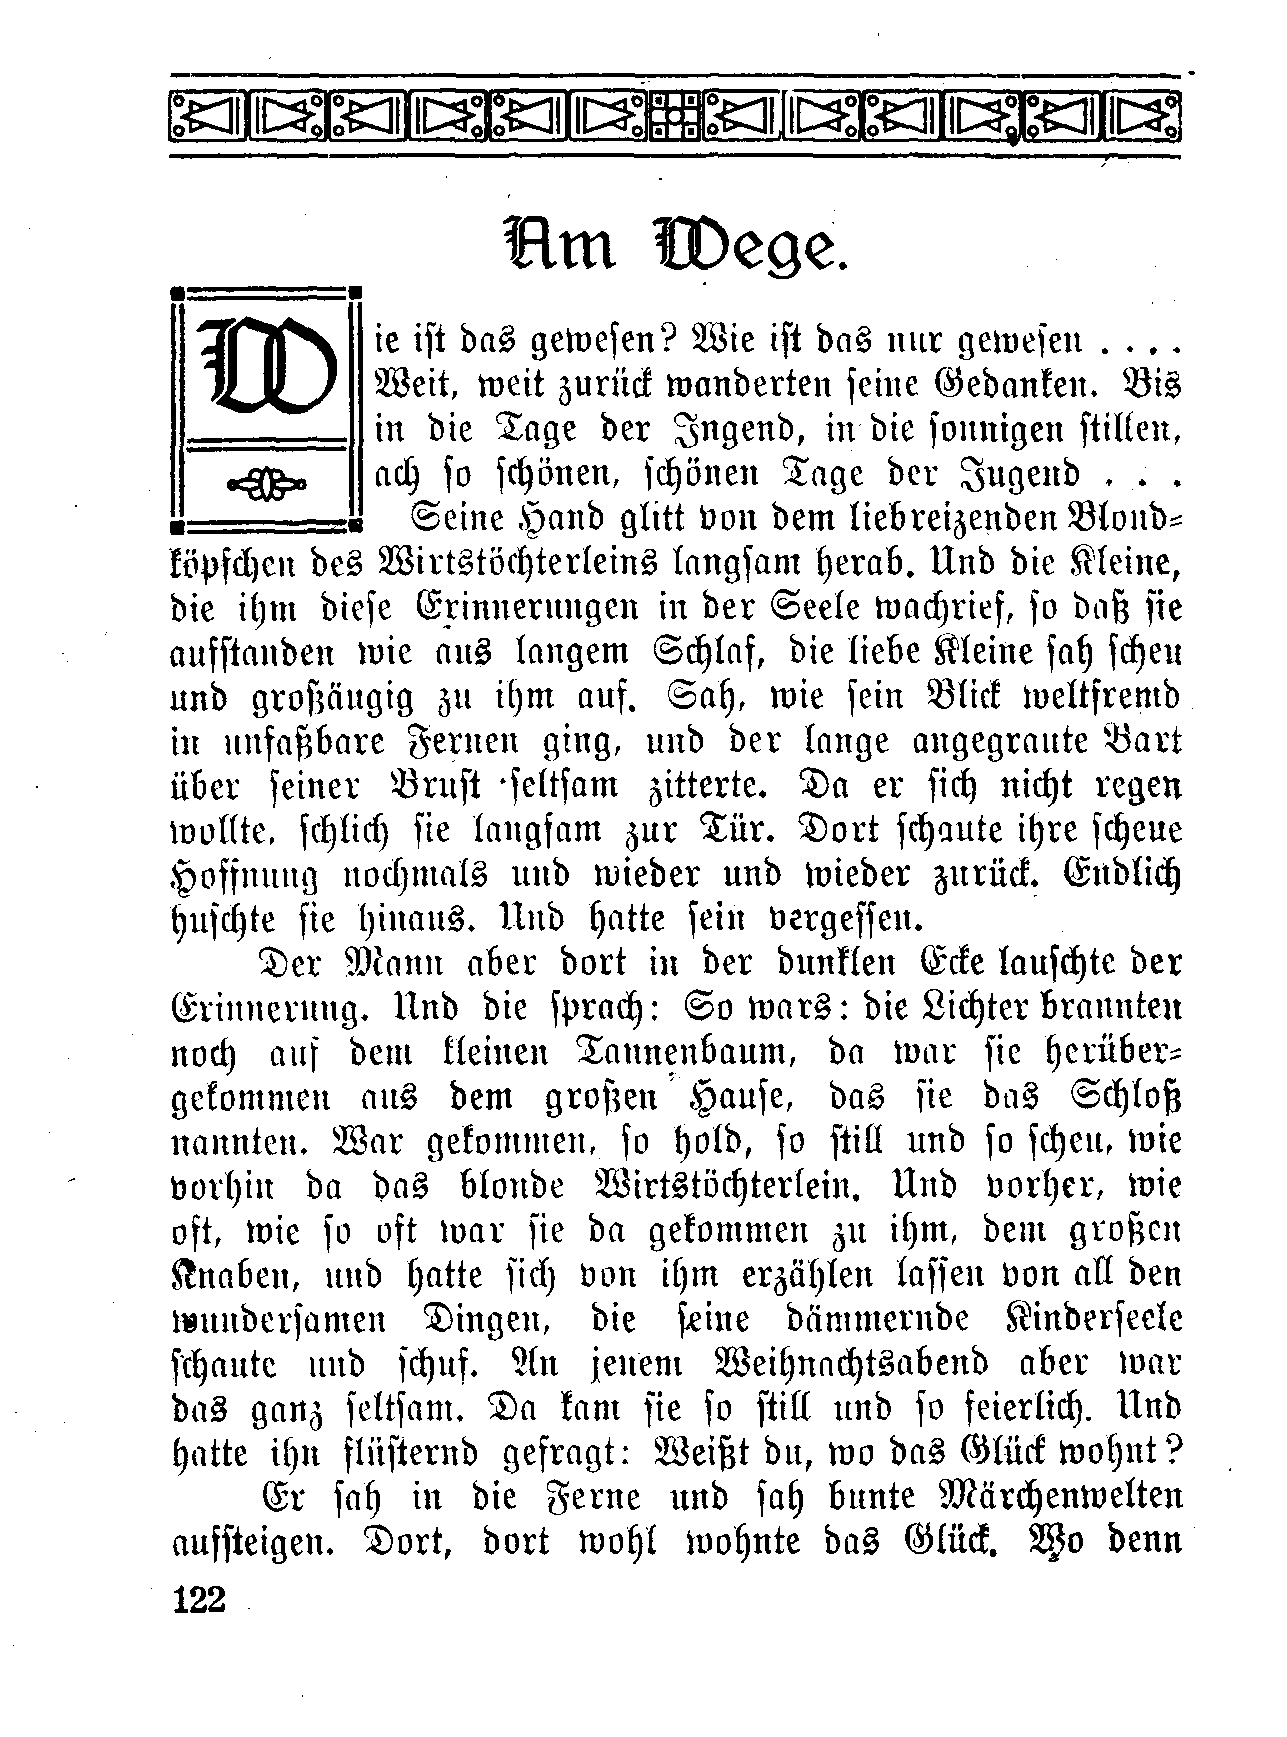 Am Wege.
Wie ist das gewesen? Wie ist das nur gewesen . . . .
Weit, weit zurück wanderten seine Gedanken. Bis
in die Tage der Ingend, in die sonnigen stillen,
ach so schönen, schönen Tage der Jugend . . .
Seine Hand glitt von dem liebreizenden Blond-
köpfchen des Wirtstöchterleins langsam herab. Und die Kleine,
die ihm diese Erinnerungen in der Seele wachrief, so daß sie
aufstanden wie aus langem Schlaf, die liebe Kleine sah scheu
und großäugig zu ihm auf. Sah, wie sein Blick weltfremd
in unfaßbare Fernen ging, und der lange angegraute Bart
über seiner Brust seltsam zitterte. Da er sich nicht regen
wollte, schlich sie langsam zur Tür. Dort schaute ihre scheue
Hoffnung nochmals und wieder und wieder zurück. Endlich
huschte sie hinaus. Und hatte sein vergessen.
Der Mann aber dort in der dunklen Ecke lauschte der
Erinnerung. Und die sprach: So wars: die Lichter brannten
noch auf dem kleinen Tannenbaum, da war sie herüber-
gekommen aus dem großen Hause, das sie das Schloß
nannten. War gekommen, so hold, so still und so scheu, wie
vorhin da das blonde Wirtstöchterlein. Und vorher, wie
oft, wie so oft war sie da gekommen zu ihm, dem großen
Knaben, und hatte sich von ihm erzählen lassen von all den
wundersamen Dingen, die seine dämmernde Kinderseele
schaute und schuf. An jenem Weihnachtsabend aber war
das ganz seltsam. Da kam sie so still und so feierlich. Und
hatte ihn flüsternd gefragt: Weißt du, wo das Glück wohnt?
Er sah in die Ferne und sah bunte Märchenwelten
aufsteigen. Dort, dort wohl wohnte das Glück. Wo denn
122